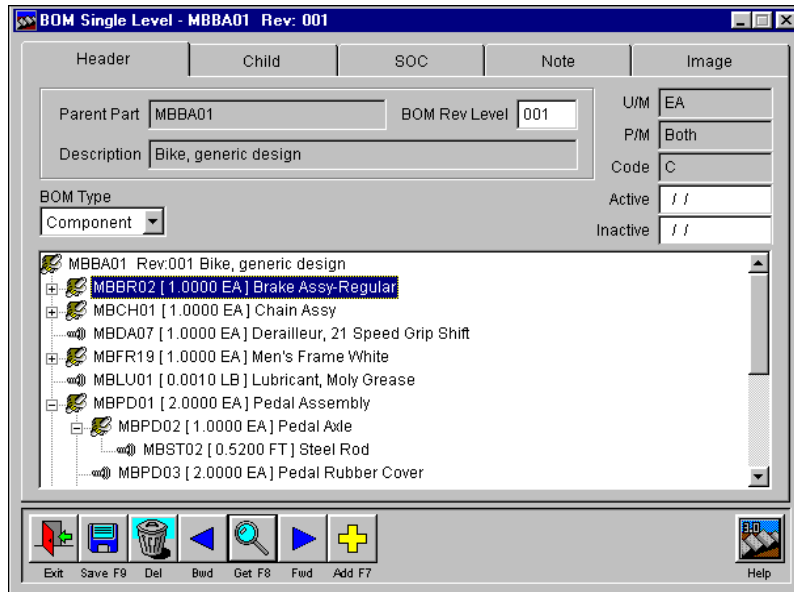 BOM Single Level - MBBA01 Rev: 001
Header Child SOC Note Image
Parent Part MBBA01 BOM Rev Level 001
Description Bike, generic design
U/M EA
P/M Both
Code C
Active / /
Inactive / /
BOM Type
Component
MBBA01 Rev:001 Bike, generic design
MBBR02 [ 1.0000 EA ] Brake Assy-Regular
MBCH01 [ 1.0000 EA ] Chain Assy
MBDA07 [ 1.0000 EA ] Derailleur, 21 Speed Grip Shift
MBFR19 [ 1.0000 EA ] Men's Frame White
MBLU01 [ 0.0010 LB ] Lubricant, Moly Grease
MBPD01 [ 2.0000 EA ] Pedal Assembly
MBPD02 [ 1.0000 EA ] Pedal Axle
MBST02 [ 0.5200 FT ] Steel Rod
MBPD03 [ 2.0000 EA ] Pedal Rubber Cover
3.0
Exit Save F9 Del Bwd Get F8 Fwd Add F7 Help